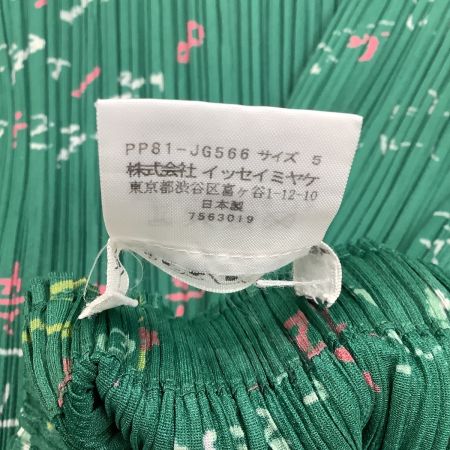 PP81-JG566 サイズ 5
株式会社 イッセイミヤケ
東京都渋谷区富ヶ谷1-12-10
日本製
7563019